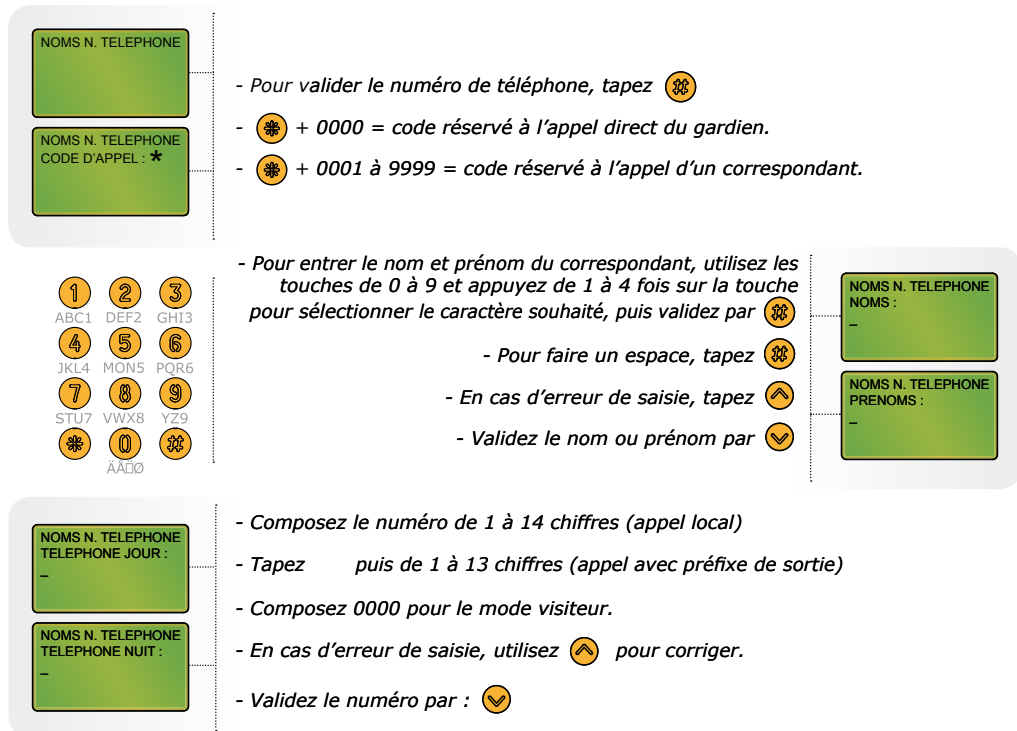 NOMS N. TELEPHONE
NOMS N. TELEPHONE
CODE D'APPEL : *
- Pour valider le numéro de téléphone, tapez #
- * + 0000 = code réservé à l'appel direct du gardien.
- * + 0001 à 9999 = code réservé à l'appel d'un correspondant.
1 2 3
ABC1 DEF2 GHI3
4 5 6
JKL4 MON5 PQR6
7 8 9
STU7 VWX8 YZ9
* 0 #
ÄÅ□Ø
- Pour entrer le nom et prénom du correspondant, utilisez les
touches de 0 à 9 et appuyez de 1 à 4 fois sur la touche
pour sélectionner le caractère souhaité, puis validez par #
- Pour faire un espace, tapez #
- En cas d'erreur de saisie, tapez
- Validez le nom ou prénom par
NOMS N. TELEPHONE
NOMS :
_
NOMS N. TELEPHONE
PRENOMS :
_
NOMS N. TELEPHONE
TELEPHONE JOUR :
_
NOMS N. TELEPHONE
TELEPHONE NUIT :
_
- Composez le numéro de 1 à 14 chiffres (appel local)
- Tapez puis de 1 à 13 chiffres (appel avec préfixe de sortie)
- Composez 0000 pour le mode visiteur.
- En cas d'erreur de saisie, utilisez pour corriger.
- Validez le numéro par :